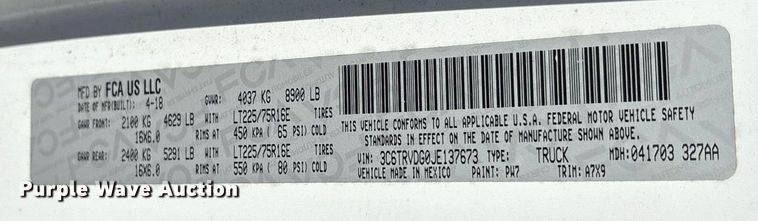 MFD BY FCA US LLC
DATE OF MFR(BUILT): 4-18 GVWR: 4037 KG 8900 LB
GAWR FRONT: 2100 KG 4629 LB WITH LT225/75R16E TIRES
16X6.0 RIMS AT 450 KPA ( 65 PSI) COLD
GAWR REAR: 2400 KG 5291 LB WITH LT225/75R16E TIRES
16X6.0 RIMS AT 550 KPA ( 80 PSI) COLD
THIS VEHICLE CONFORMS TO ALL APPLICABLE U.S.A. FEDERAL MOTOR VEHICLE SAFETY
STANDARDS IN EFFECT ON THE DATE OF MANUFACTURE SHOWN ABOVE.
VIN: 3C6TRVDG0JE137673 TYPE: TRUCK MDH: 041703 327AA
MADE IN MEXICO PAINT: PW7 TRIM: A7X9
Purple Wave Auction